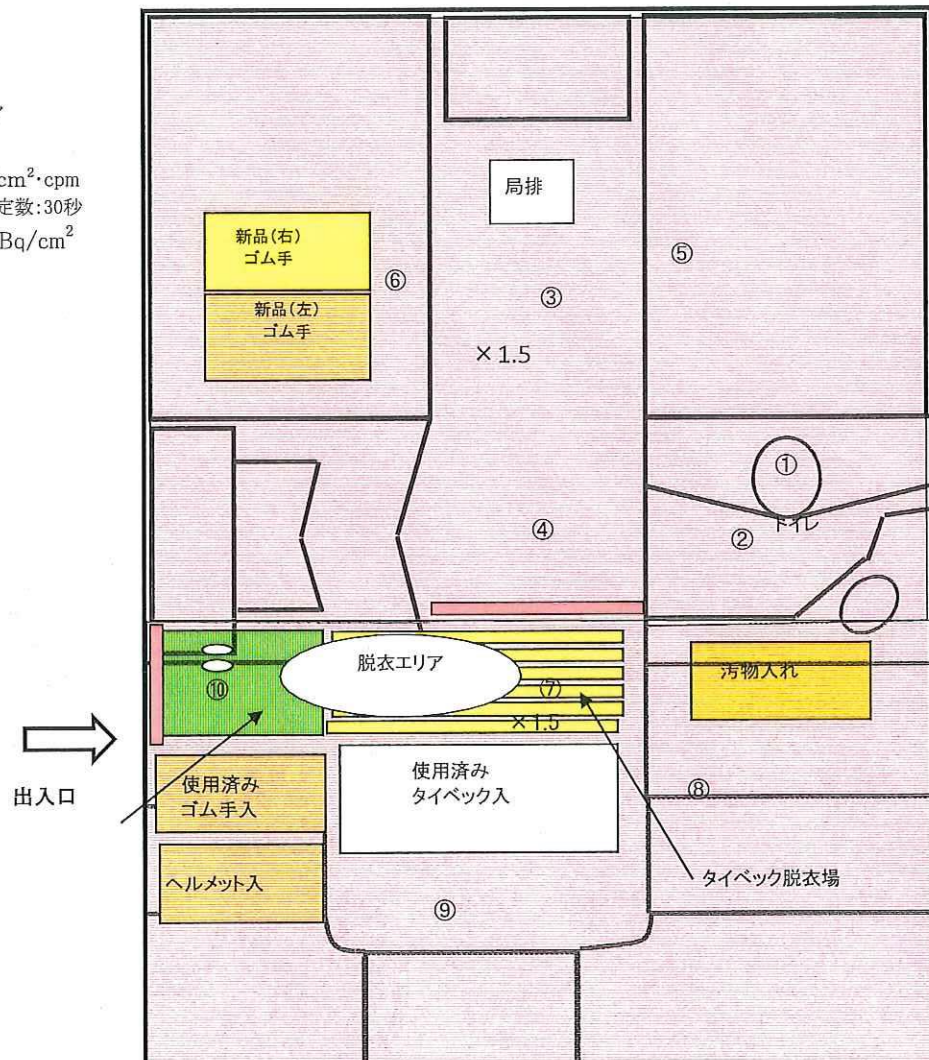 cm²·cpm
定数:30秒
Bq/cm²
局排
新品(右)
ゴム手
⑥
新品(左)
ゴム手
⑤
③
×1.5
①
トイレ
④
②
脱衣エリア
⑩
⑦
×1.5
汚物入れ
出入口
使用済み
ゴム手入
使用済み
タイベック入
⑧
ヘルメット入
タイベック脱衣場
⑨